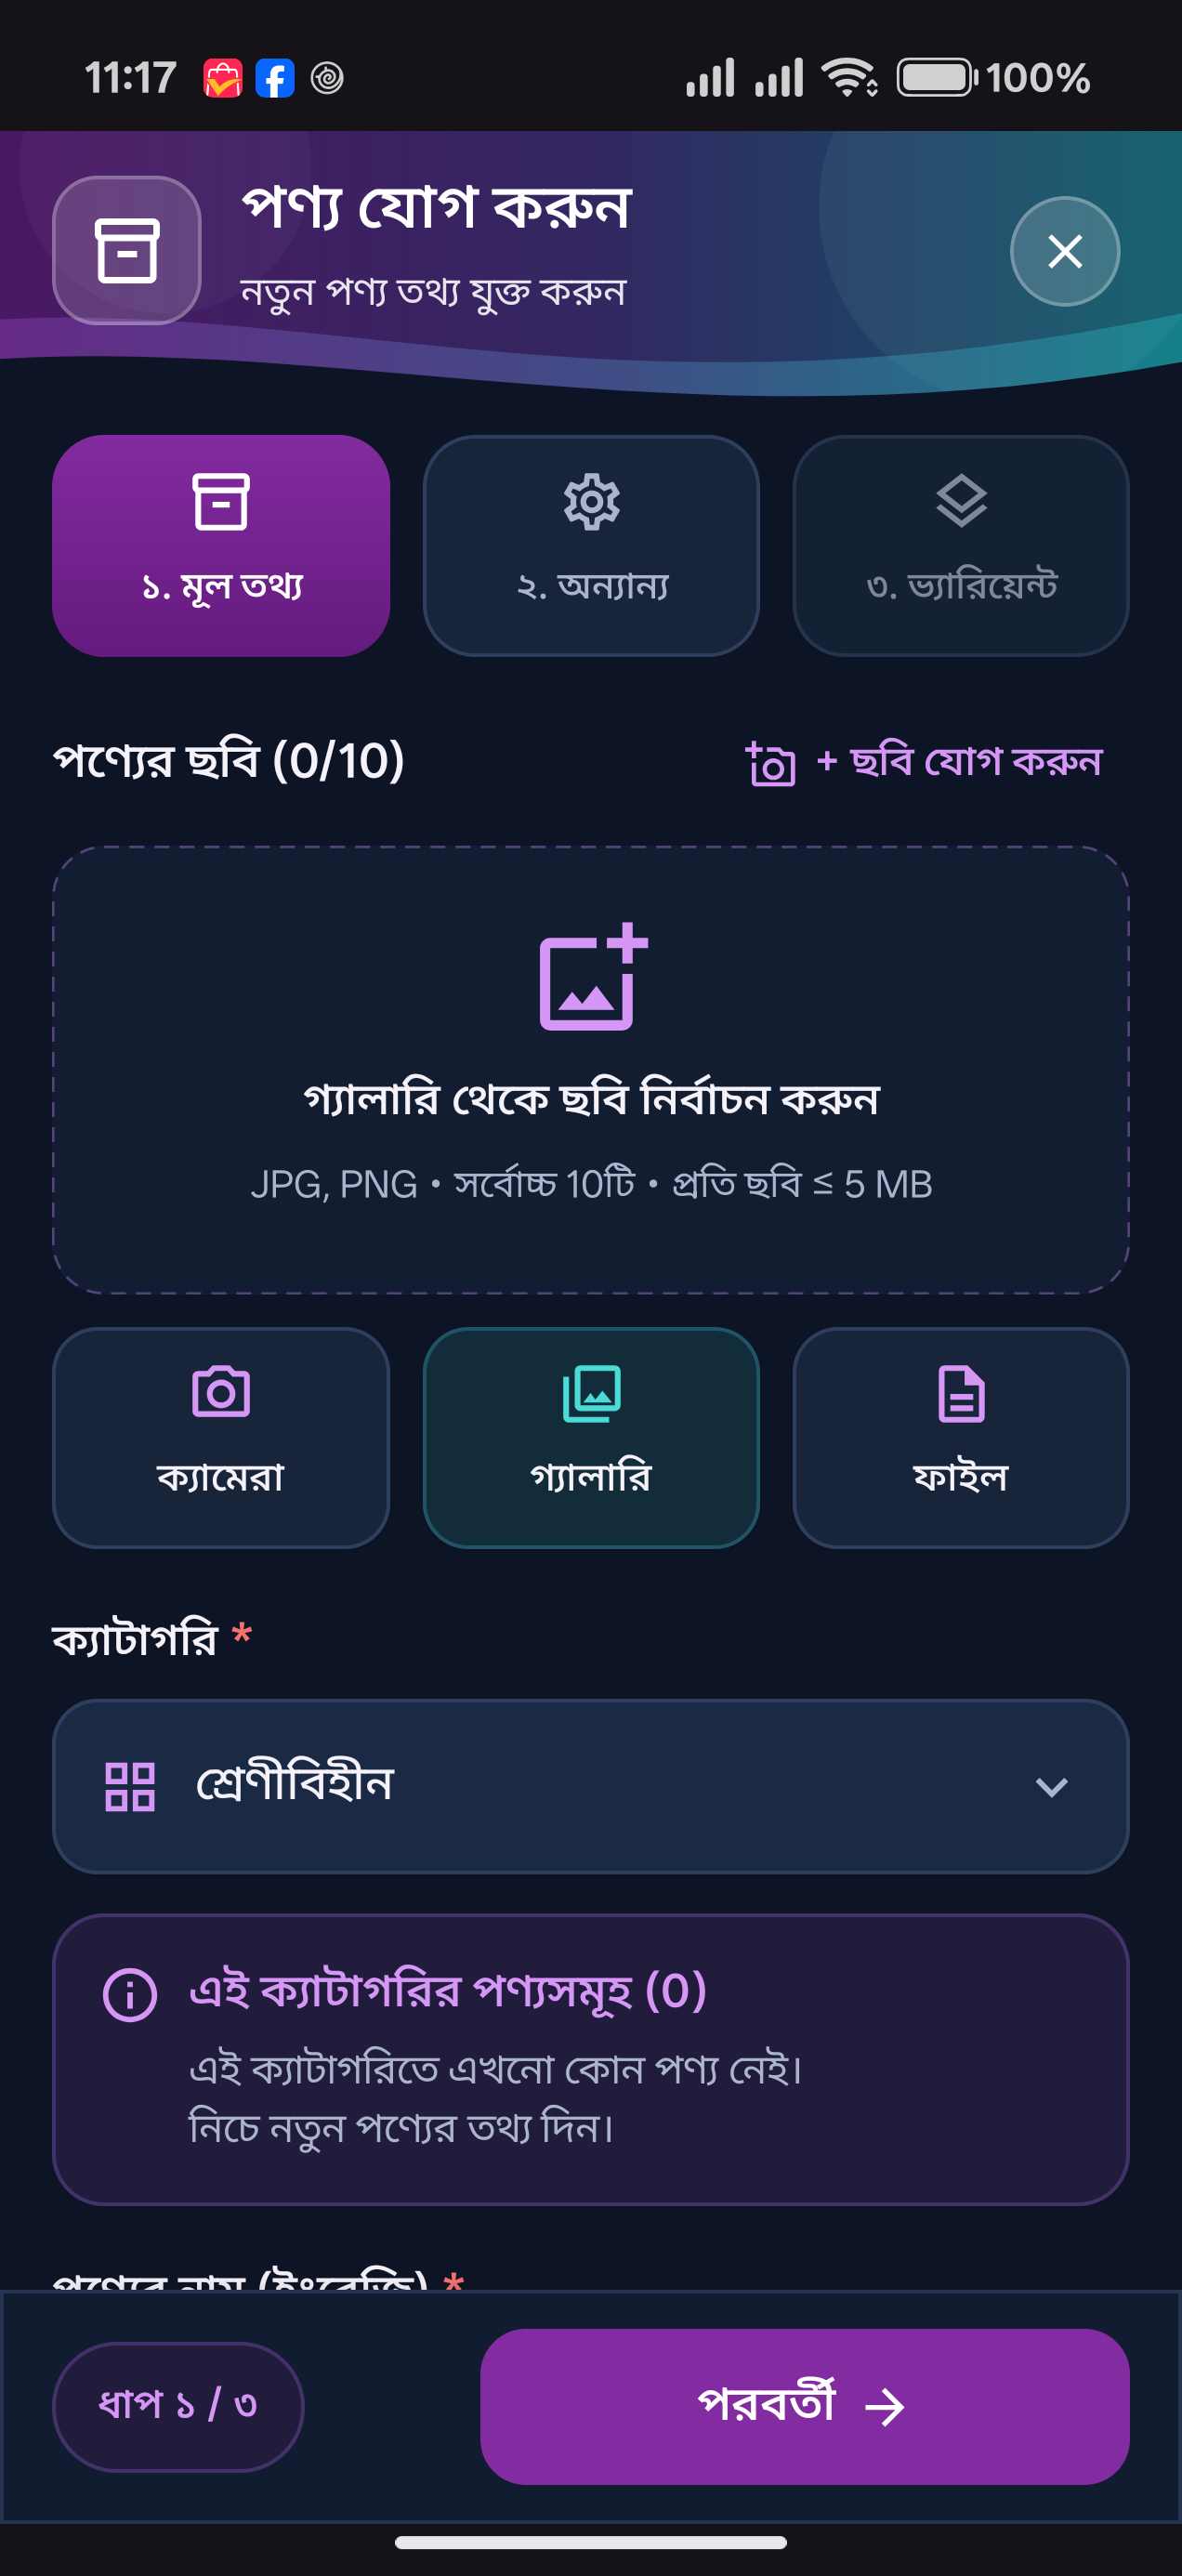 11:17
100%
পণ্য যোগ করুন
নতুন পণ্য তথ্য যুক্ত করুন
১. মূল তথ্য
২. অন্যান্য
৩. ভ্যারিয়েন্ট
পণ্যের ছবি (0/10)
+ ছবি যোগ করুন
গ্যালারি থেকে ছবি নির্বাচন করুন
JPG, PNG • সর্বোচ্চ 10টি • প্রতি ছবি ≤ 5 MB
ক্যামেরা
গ্যালারি
ফাইল
ক্যাটাগরি *
শ্রেণীবিহীন
এই ক্যাটাগরির পণ্যসমূহ (0)
এই ক্যাটাগরিতে এখনো কোন পণ্য নেই।
নিচে নতুন পণ্যের তথ্য দিন।
পণ্যের নাম (ইংরেজি) *
ধাপ ১ / ৩
পরবর্তী →